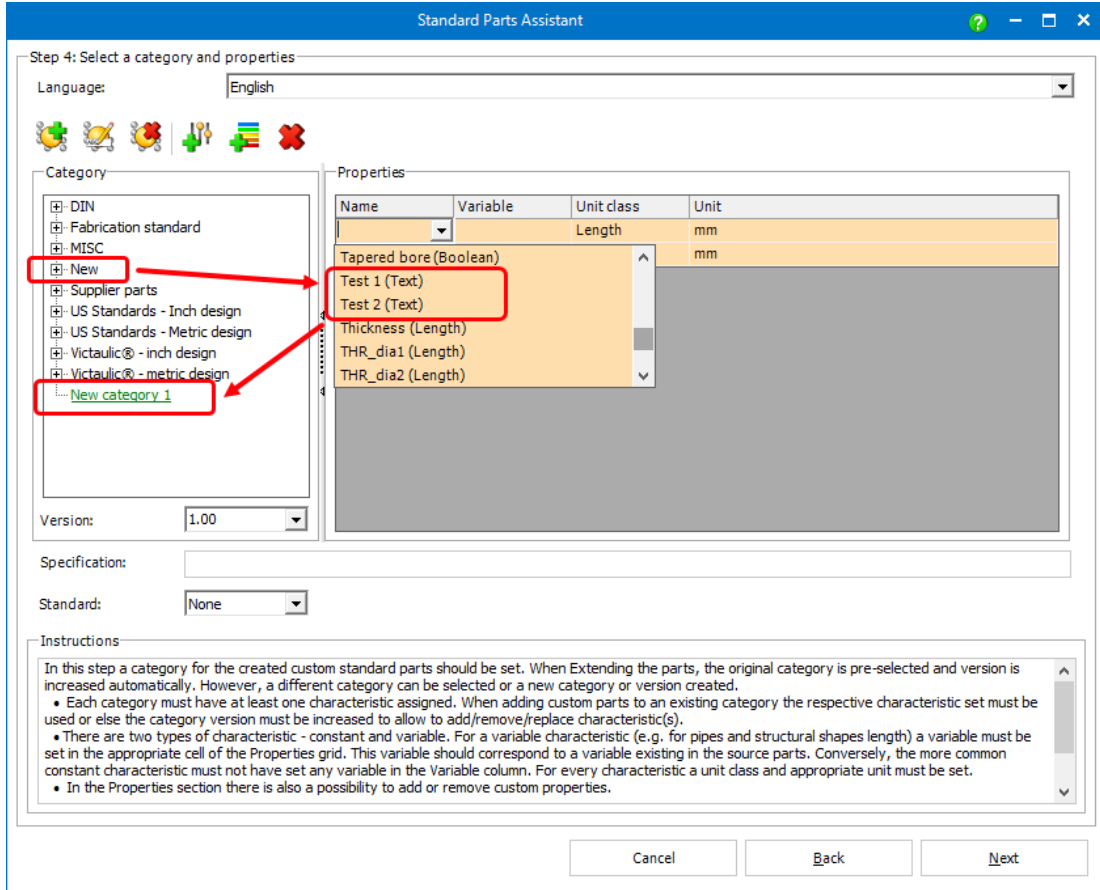 Standard Parts Assistant
Step 4: Select a category and properties
Language:
English
Category
DIN
Fabrication standard
MISC
New
Supplier parts
US Standards - Inch design
US Standards - Metric design
Victaulic® - inch design
Victaulic® - metric design
New category 1
Version:
1.00
Properties
Name Variable Unit class Unit
Length mm
mm
Tapered bore (Boolean)
Test 1 (Text)
Test 2 (Text)
Thickness (Length)
THR_dia1 (Length)
THR_dia2 (Length)
Specification:
Standard:
None
Instructions
In this step a category for the created custom standard parts should be set. When Extending the parts, the original category is pre-selected and version is
increased automatically. However, a different category can be selected or a new category or version created.
• Each category must have at least one characteristic assigned. When adding custom parts to an existing category the respective characteristic set must be
used or else the category version must be increased to allow to add/remove/replace characteristic(s).
• There are two types of characteristic - constant and variable. For a variable characteristic (e.g. for pipes and structural shapes length) a variable must be
set in the appropriate cell of the Properties grid. This variable should correspond to a variable existing in the source parts. Conversely, the more common
constant characteristic must not have set any variable in the Variable column. For every characteristic a unit class and appropriate unit must be set.
• In the Properties section there is also a possibility to add or remove custom properties.
Cancel
Back
Next